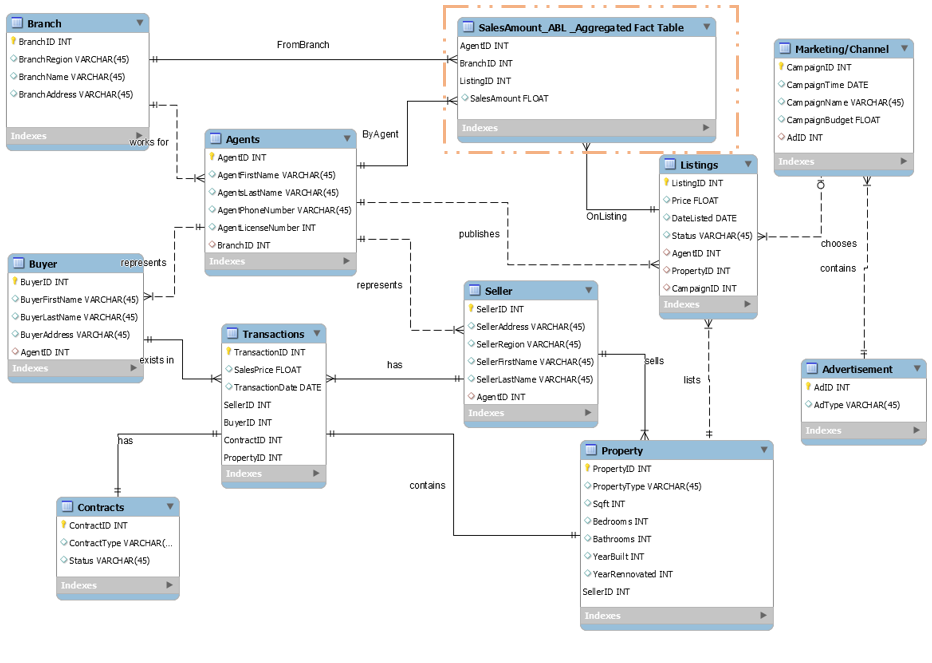 Branch
BranchID INT
BranchRegion VARCHAR(45)
BranchName VARCHAR(45)
BranchAddress VARCHAR(45)
Indexes
FromBranch
SalesAmount_ABL _Aggregated Fact Table
AgentID INT
BranchID INT
ListingID INT
SalesAmount FLOAT
Indexes
Marketing/Channel
CampaignID INT
CampaignTime DATE
CampaignName VARCHAR(45)
CampaignBudget FLOAT
AdID INT
Indexes
works for
ByAgent
Agents
AgentID INT
AgentFirstName VARCHAR(45)
AgentsLastName VARCHAR(45)
AgentPhoneNumber VARCHAR(45)
AgentLicenseNumber INT
BranchID INT
Indexes
Listings
ListingID INT
Price FLOAT
DateListed DATE
Status VARCHAR(45)
AgentID INT
PropertyID INT
CampaignID INT
Indexes
OnListing
publishes
chooses
contains
represents
represents
Buyer
BuyerID INT
BuyerFirstName VARCHAR(45)
BuyerLastName VARCHAR(45)
BuyerAddress VARCHAR(45)
AgentID INT
Indexes
exists in
Transactions
TransactionID INT
SalesPrice FLOAT
TransactionDate DATE
SellerID INT
BuyerID INT
ContractID INT
PropertyID INT
Indexes
has
Seller
SellerID INT
SellerAddress VARCHAR(45)
SellerRegion VARCHAR(45)
SellerFirstName VARCHAR(45)
SellerLastName VARCHAR(45)
AgentID INT
Indexes
sells
lists
Advertisement
AdID INT
AdType VARCHAR(45)
Indexes
has
contains
Contracts
ContractID INT
ContractType VARCHAR(...
Status VARCHAR(45)
Indexes
Property
PropertyID INT
PropertyType VARCHAR(45)
Sqft INT
Bedrooms INT
Bathrooms INT
YearBuilt INT
YearRennovated INT
SellerID INT
Indexes